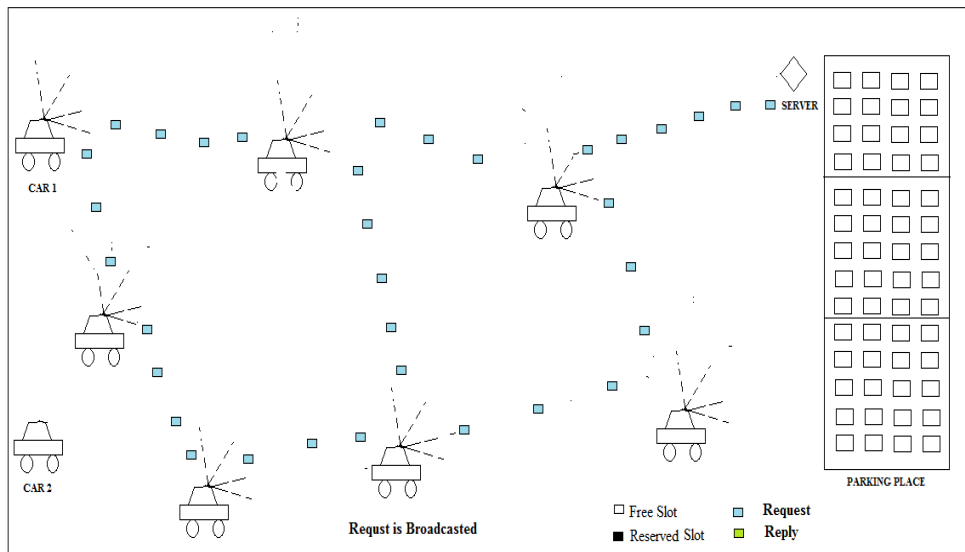 SERVER
CAR 1
CAR 2
PARKING PLACE
Requst is Broadcasted
Free Slot
Request
Reserved Slot
Reply